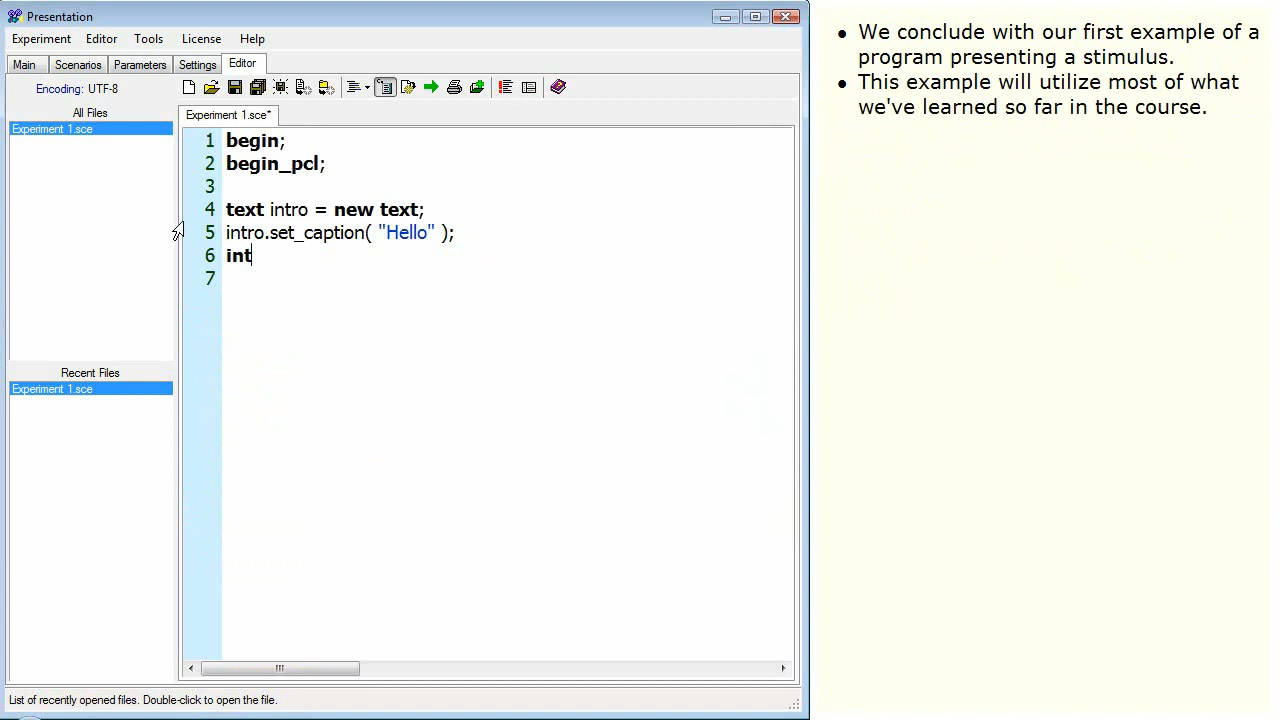 Presentation
Experiment Editor Tools License Help
Main Scenarios Parameters Settings Editor
Encoding: UTF-8
All Files
Experiment 1.sce
Recent Files
Experiment 1.sce
Experiment 1.sce*
1 begin;
2 begin_pcl;
3
4 text intro = new text;
5 intro.set_caption( "Hello" );
6 int
7
List of recently opened files. Double-click to open the file.
• We conclude with our first example of a
program presenting a stimulus.
• This example will utilize most of what
we've learned so far in the course.